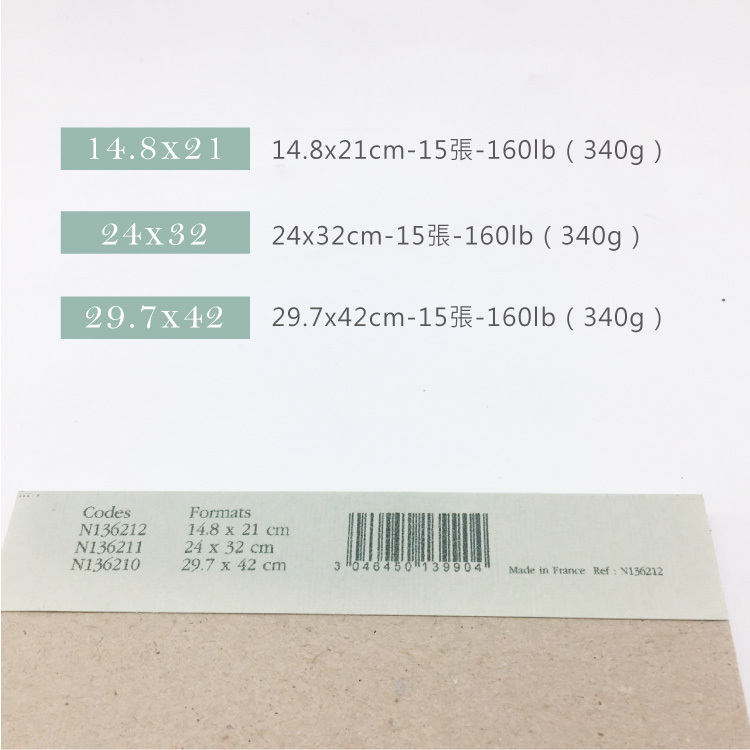 14.8x21 14.8x21cm-15張-160lb（340g）
24x32 24x32cm-15張-160lb（340g）
29.7x42 29.7x42cm-15張-160lb（340g）
Codes Formats
N136212 14.8 x 21 cm
N136211 24 x 32 cm
N136210 29.7 x 42 cm
3 046450 139904
Made in France Ref : N136212